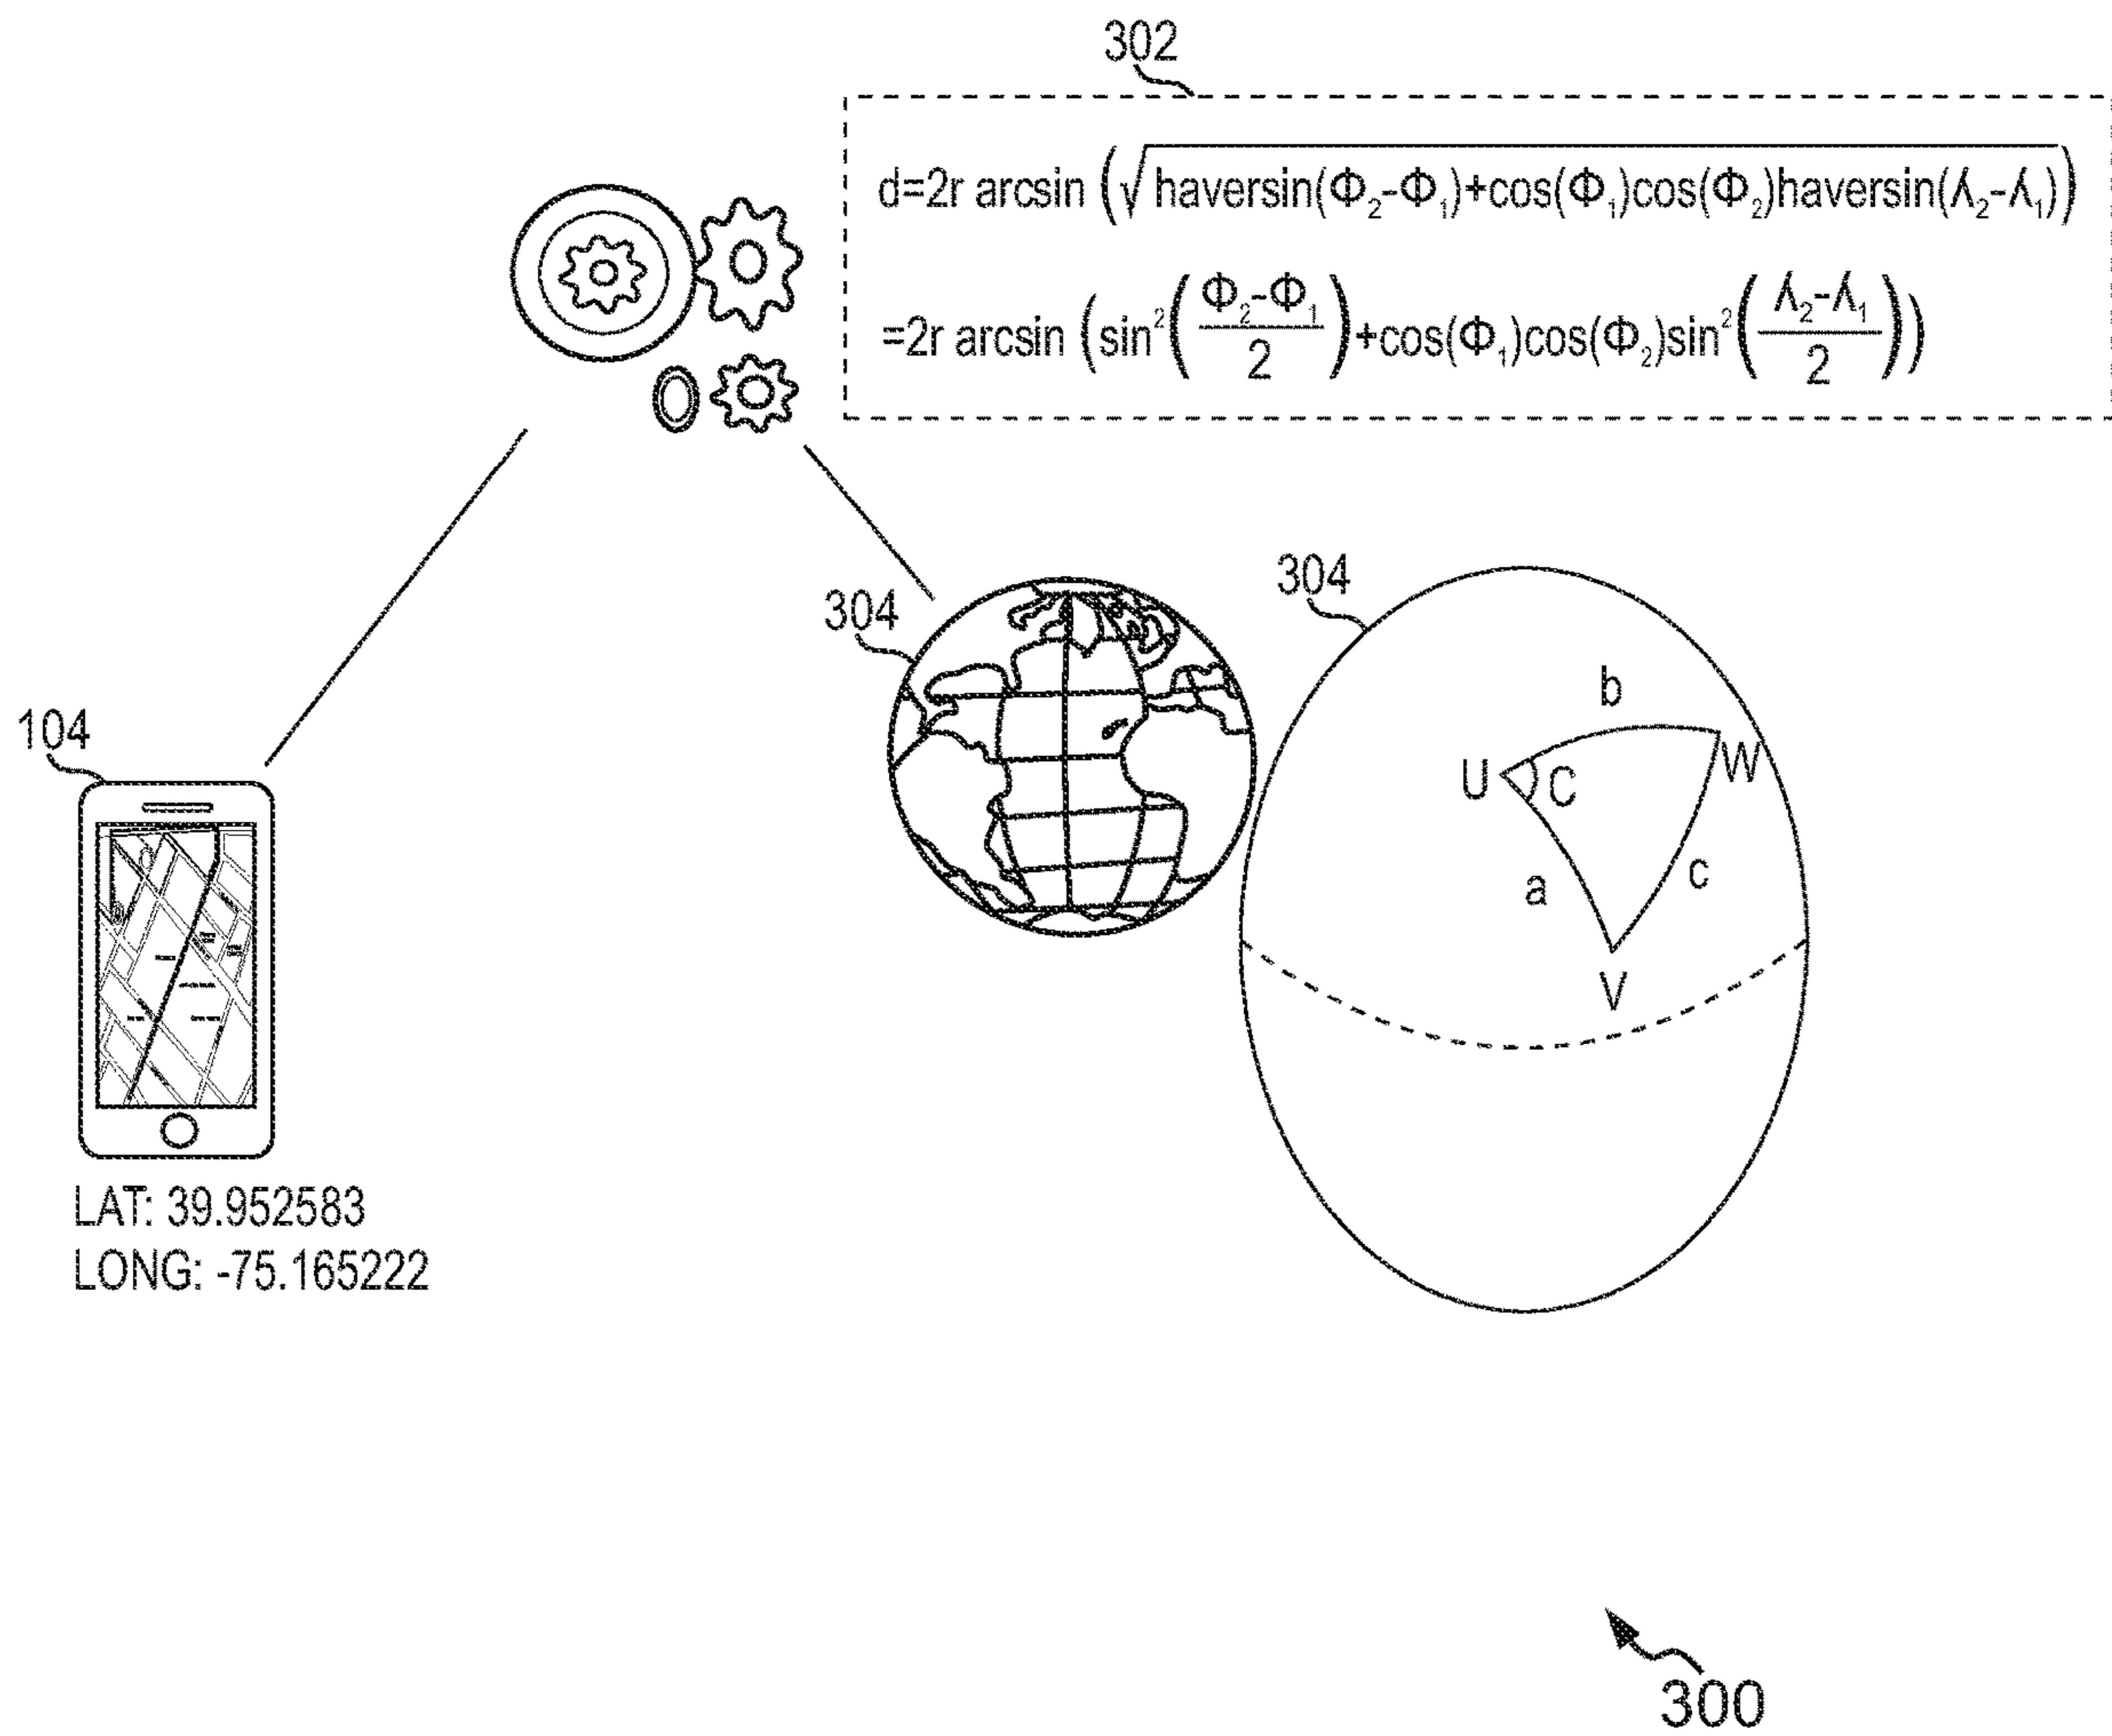 302
d=2r arcsin (√haversin(Φ₂-Φ₁)+cos(Φ₁)cos(Φ₂)haversin(λ₂-λ₁))
=2r arcsin (sin²((Φ₂-Φ₁)/2)+cos(Φ₁)cos(Φ₂)sin²((λ₂-λ₁)/2))
304
304
b
U
C
W
a
c
V
104
LAT: 39.952583
LONG: -75.165222
300